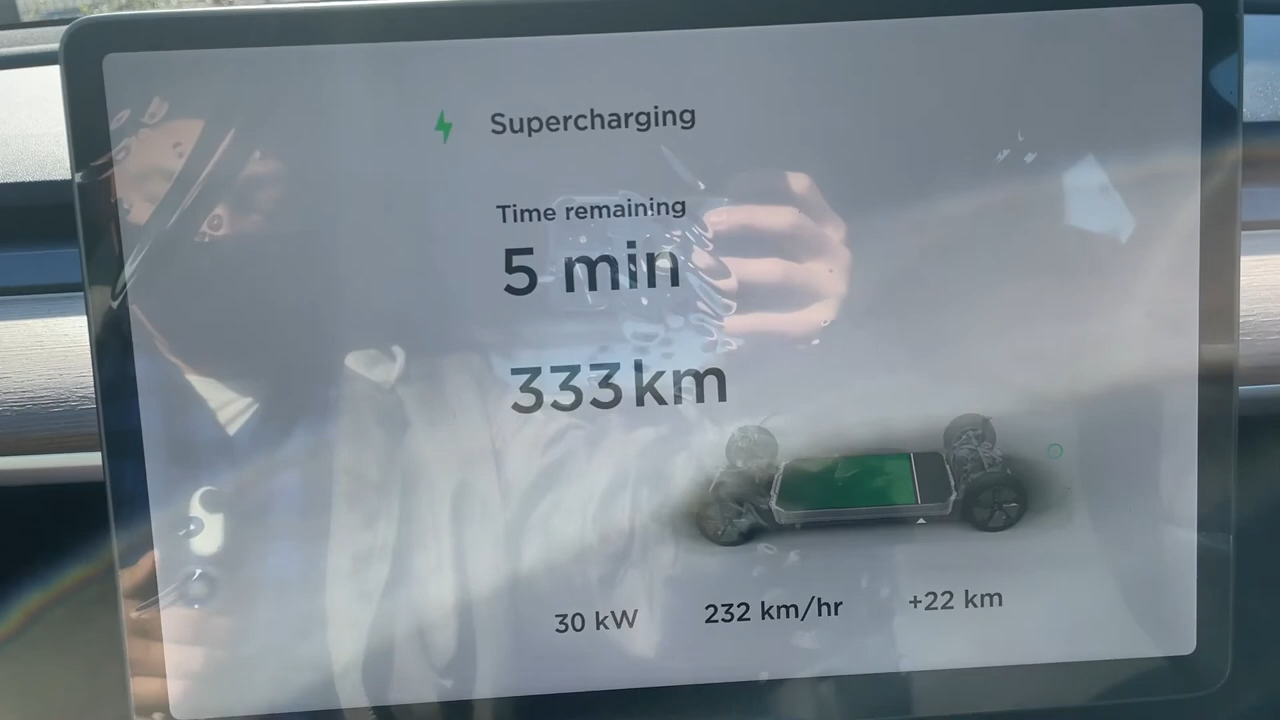 Supercharging
Time remaining
5 min
333 km
30 kW 232 km/hr +22 km